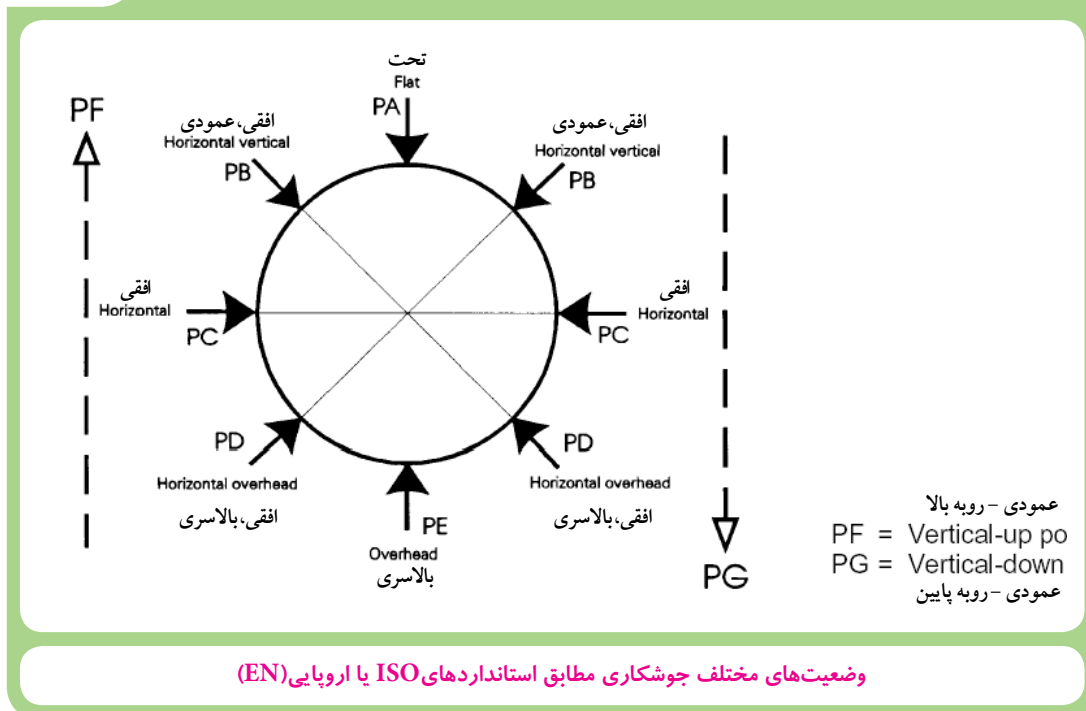 تحت
Flat
PA
PF
افقی،عمودی
Horizontal vertical
PB
افقی،عمودی
Horizontal vertical
PB
افقی
Horizontal
PC
افقی
Horizontal
PC
PD
Horizontal overhead
افقی،بالاسری
PD
Horizontal overhead
افقی،بالاسری
PE
Overhead
بالاسری
PG
عمودی – روبه بالا
PF = Vertical-up po
PG = Vertical-down
عمودی – روبه پایین
وضعیت‌های مختلف جوشکاری مطابق استانداردهای ISO یا اروپایی(EN)